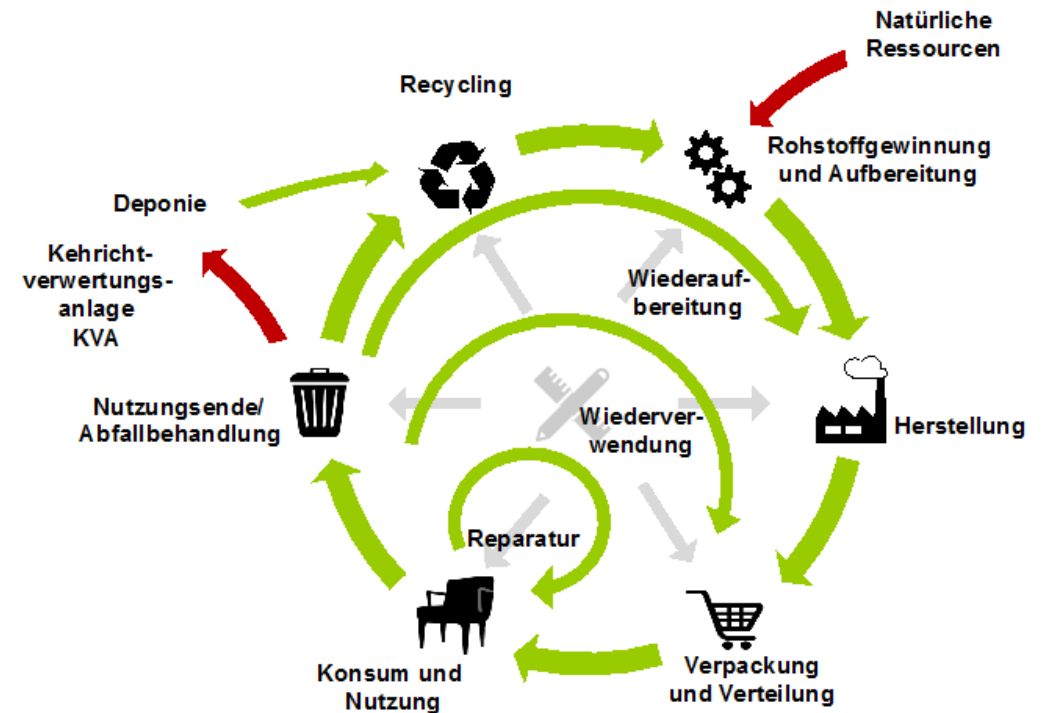 Natürliche
Ressourcen
Recycling
Rohstoffgewinnung
und Aufbereitung
Deponie
Kehricht-
verwertungs-
anlage
KVA
Wiederauf-
bereitung
Nutzungsende/
Abfallbehandlung
Wiederver-
wendung
Herstellung
Reparatur
Konsum und
Nutzung
Verpackung
und Verteilung